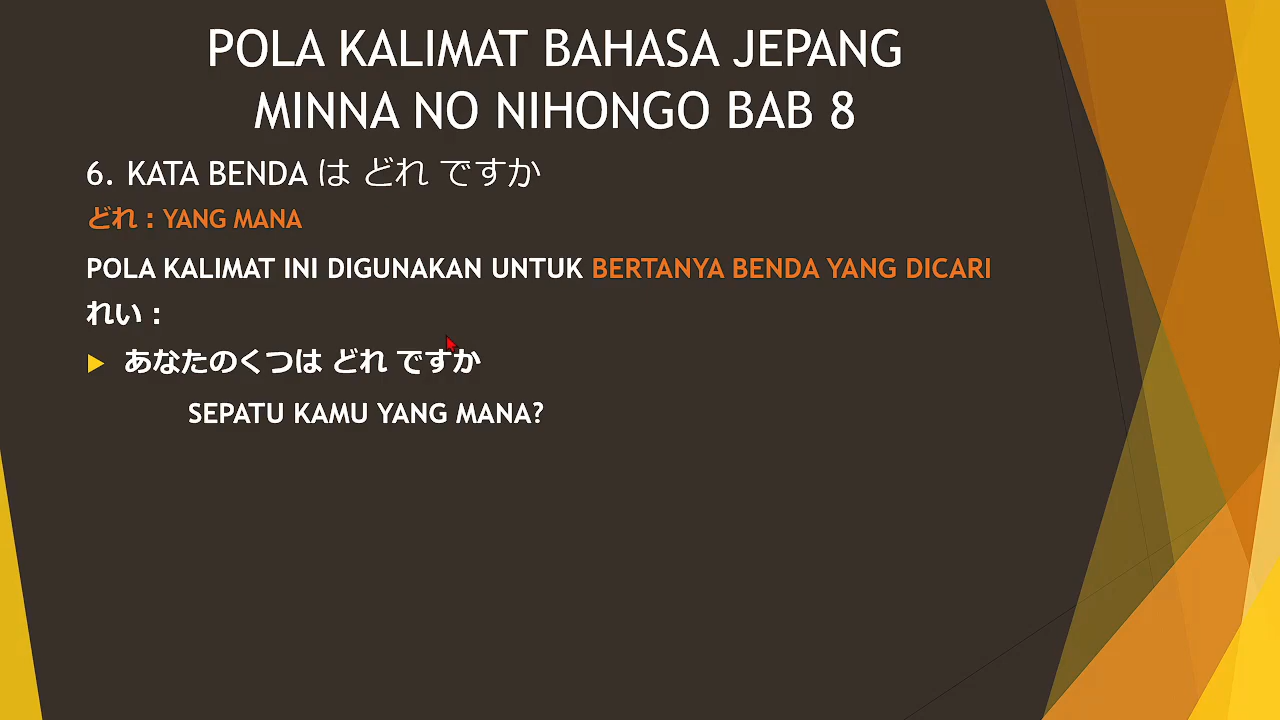 POLA KALIMAT BAHASA JEPANG
MINNA NO NIHONGO BAB 8
6. KATA BENDA は どれ ですか
どれ : YANG MANA
POLA KALIMAT INI DIGUNAKAN UNTUK BERTANYA BENDA YANG DICARI
れい :
あなたのくつは どれ ですか
SEPATU KAMU YANG MANA?